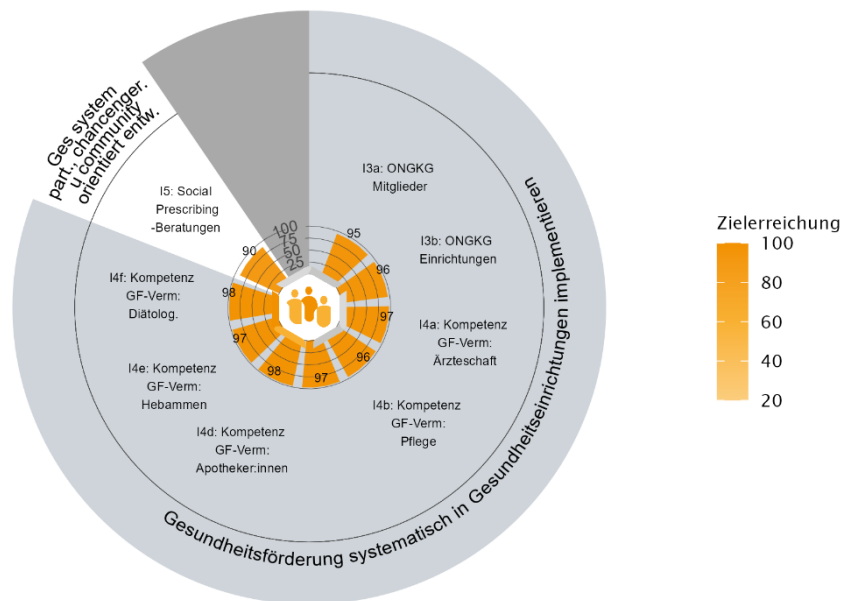 Ges system
part., chancenger.
u community
orientiert entw.
I5: Social
Prescribing
-Beratungen
I3a: ONGKG
Mitglieder
I3b: ONGKG
Einrichtungen
I4a: Kompetenz
GF-Verm:
Ärzteschaft
I4b: Kompetenz
GF-Verm:
Pflege
I4d: Kompetenz
GF-Verm:
Apotheker:innen
I4e: Kompetenz
GF-Verm:
Hebammen
I4f: Kompetenz
GF-Verm:
Diätolog.
100
75
50
25
95
96
97
96
97
98
97
98
90
Gesundheitsförderung systematisch in Gesundheitseinrichtungen implementieren
Zielerreichung
100
80
60
40
20